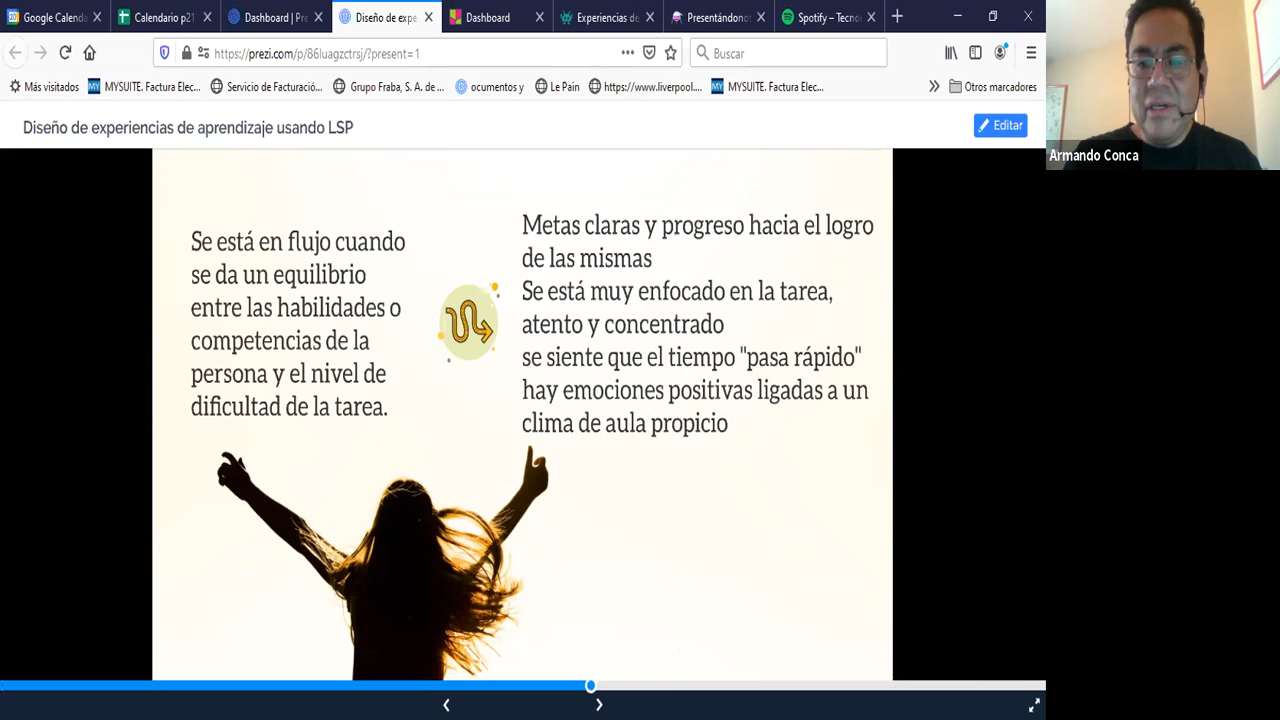 Google Calenda
Calendario p21
Dashboard | Pre
Diseño de expe
Dashboard
Experiencias de
Presentándono
Spotify – Tecno
https://prezi.com/p/86luagzctrsj/?present=1
Buscar
Más visitados
MYSUITE. Factura Elec...
Servicio de Facturació...
Grupo Fraba, S. A. de ...
ocumentos y
Le Pain
https://www.liverpool....
MYSUITE. Factura Elec...
Otros marcadores
Diseño de experiencias de aprendizaje usando LSP
Editar
Armando Conca
Se está en flujo cuando
se da un equilibrio
entre las habilidades o
competencias de la
persona y el nivel de
dificultad de la tarea.
Metas claras y progreso hacia el logro
de las mismas
Se está muy enfocado en la tarea,
atento y concentrado
se siente que el tiempo "pasa rápido"
hay emociones positivas ligadas a un
clima de aula propicio